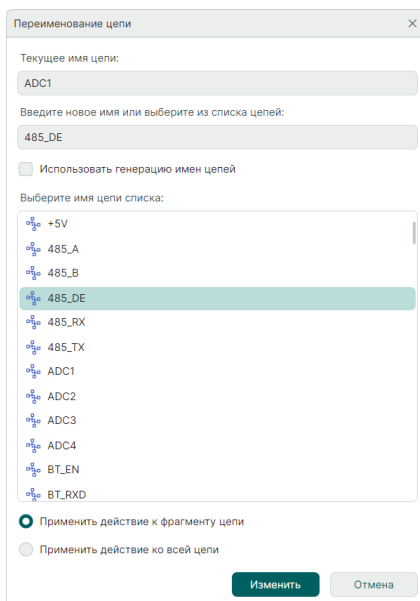 Переименование цепи
Текущее имя цепи:
ADC1
Введите новое имя или выберите из списка цепей:
485_DE
Использовать генерацию имен цепей
Выберите имя цепи списка:
+5V
485_A
485_B
485_DE
485_RX
485_TX
ADC1
ADC2
ADC3
ADC4
BT_EN
BT_RXD
Применить действие к фрагменту цепи
Применить действие ко всей цепи
Изменить
Отмена